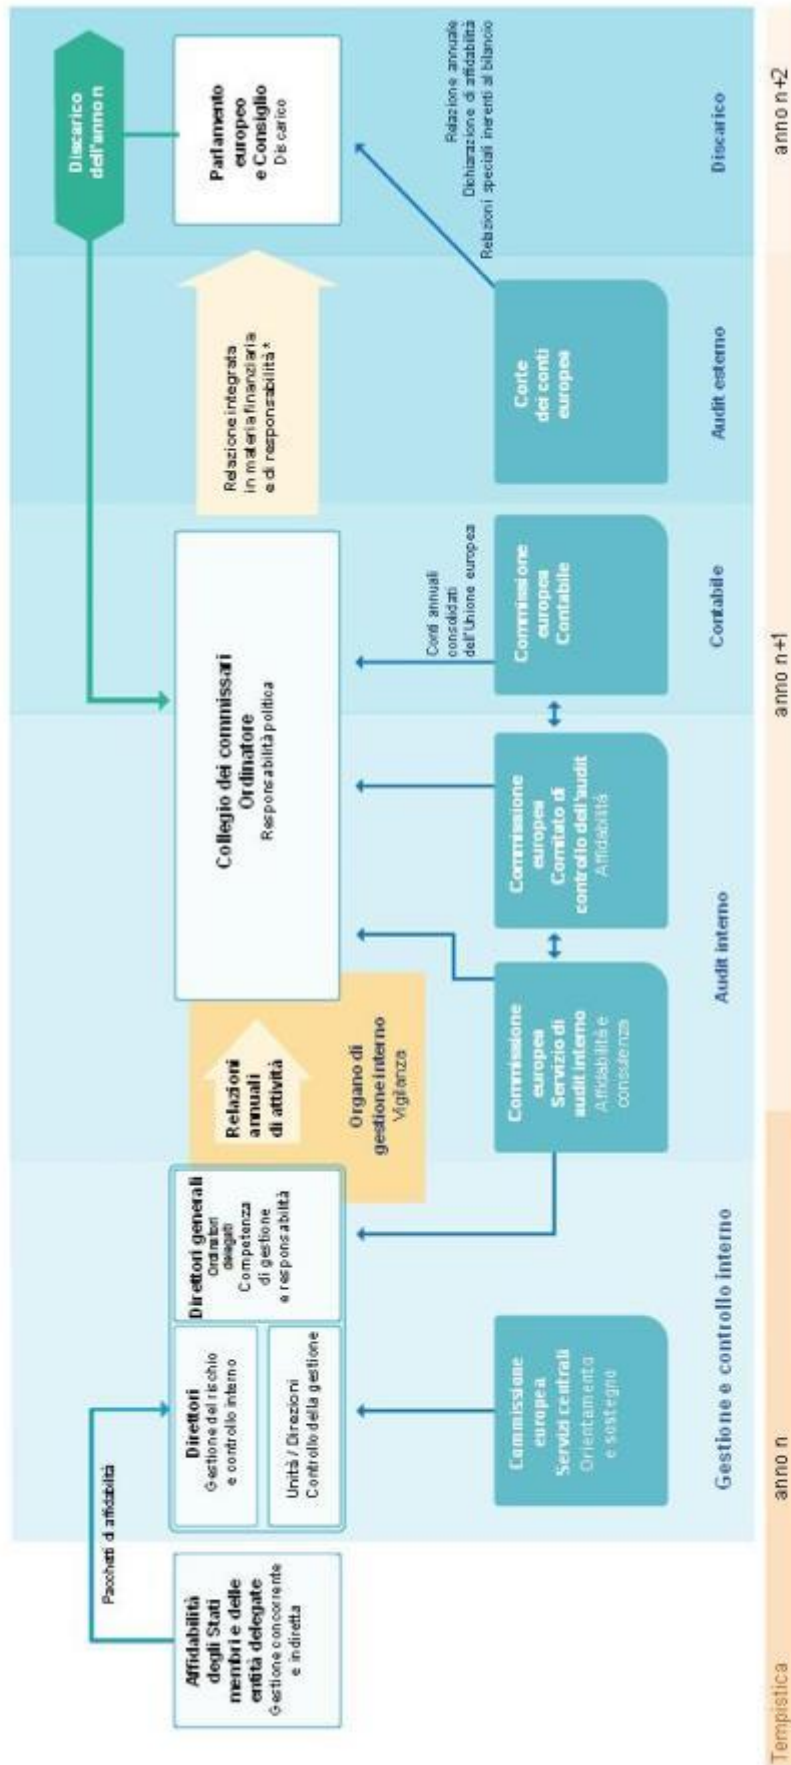 Affidabilità
degli Stati
membri e delle
entità delegate
Gestione concorrente
e indiretta
Pacchetti di affidabilità
Direttori
Gestione del rischio
e controllo interno
Unità / Direzioni
Controllo della gestione
Direttori generali
Ordinatori
delegati
Competenza
di gestione
e responsabilità
Relazioni
annuali
di attività
Organo di
gestione interno
Vigilanza
Collegio dei commissari
Ordinatore
Responsabilità politica
Relazione integrata
in materia finanziaria
e di responsabilità *
Discarico
dell'anno n
Parlamento
europeo
e Consiglio
Discarico
Relazione annuale
Dichiarazione di affidabilità
Relazioni speciali inerenti al bilancio
Conti annuali
consolidati
dell'Unione europea
Commissione
europea
Servizi centrali
Orientamento
e sostegno
Commissione
europea
Servizio di
audit interno
Affidabilità e
consulenza
Commissione
europea
Comitato di
controllo dell'audit
Affidabilità
Commissione
europea
Contabile
Corte
dei conti
europea
Gestione e controllo interno
Audit interno
Contabile
Audit esterno
Discarico
Tempistica
anno n
anno n+1
anno n+2